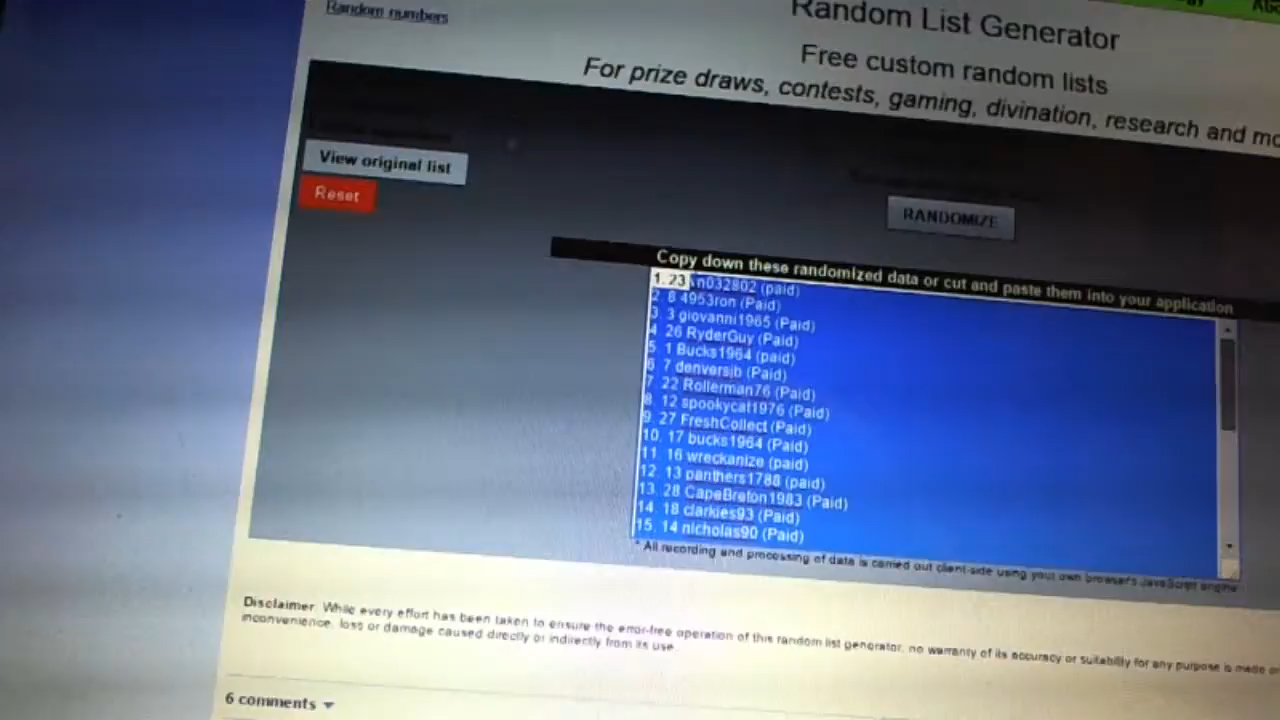 Random numbers
Random List Generator
Free custom random lists
For prize draws, contests, gaming, divination, research and mo
View original list
Reset
RANDOMIZE
Copy down these randomized data or cut and paste them into your application
1. 23 kn032802 (paid)
2. 6 4953ron (Paid)
3. 3 giovanni1965 (Paid)
4 26 RyderGuy (Paid)
5. 1 Bucks1964 (paid)
6 7 denversjb (Paid)
7 22 Rollerman76 (Paid)
8. 12 spookycat1976 (Paid)
9. 27 FreshCollect (Paid)
10. 17 bucks1964 (Paid)
11. 16 wreckanize (paid)
12. 13 panthers1788 (paid)
13. 28 CapeBreton1983 (Paid)
14. 18 clarkies93 (Paid)
15. 14 nicholas90 (Paid)
* All recording and processing of data is carried out client-side using your own browser's JavaScript engine
Disclaimer: While every effort has been taken to ensure the error-free operation of this random list generator, no warranty of its accuracy or suitability for any purpose is made
inconvenience, loss or damage caused directly or indirectly from its use.
6 comments